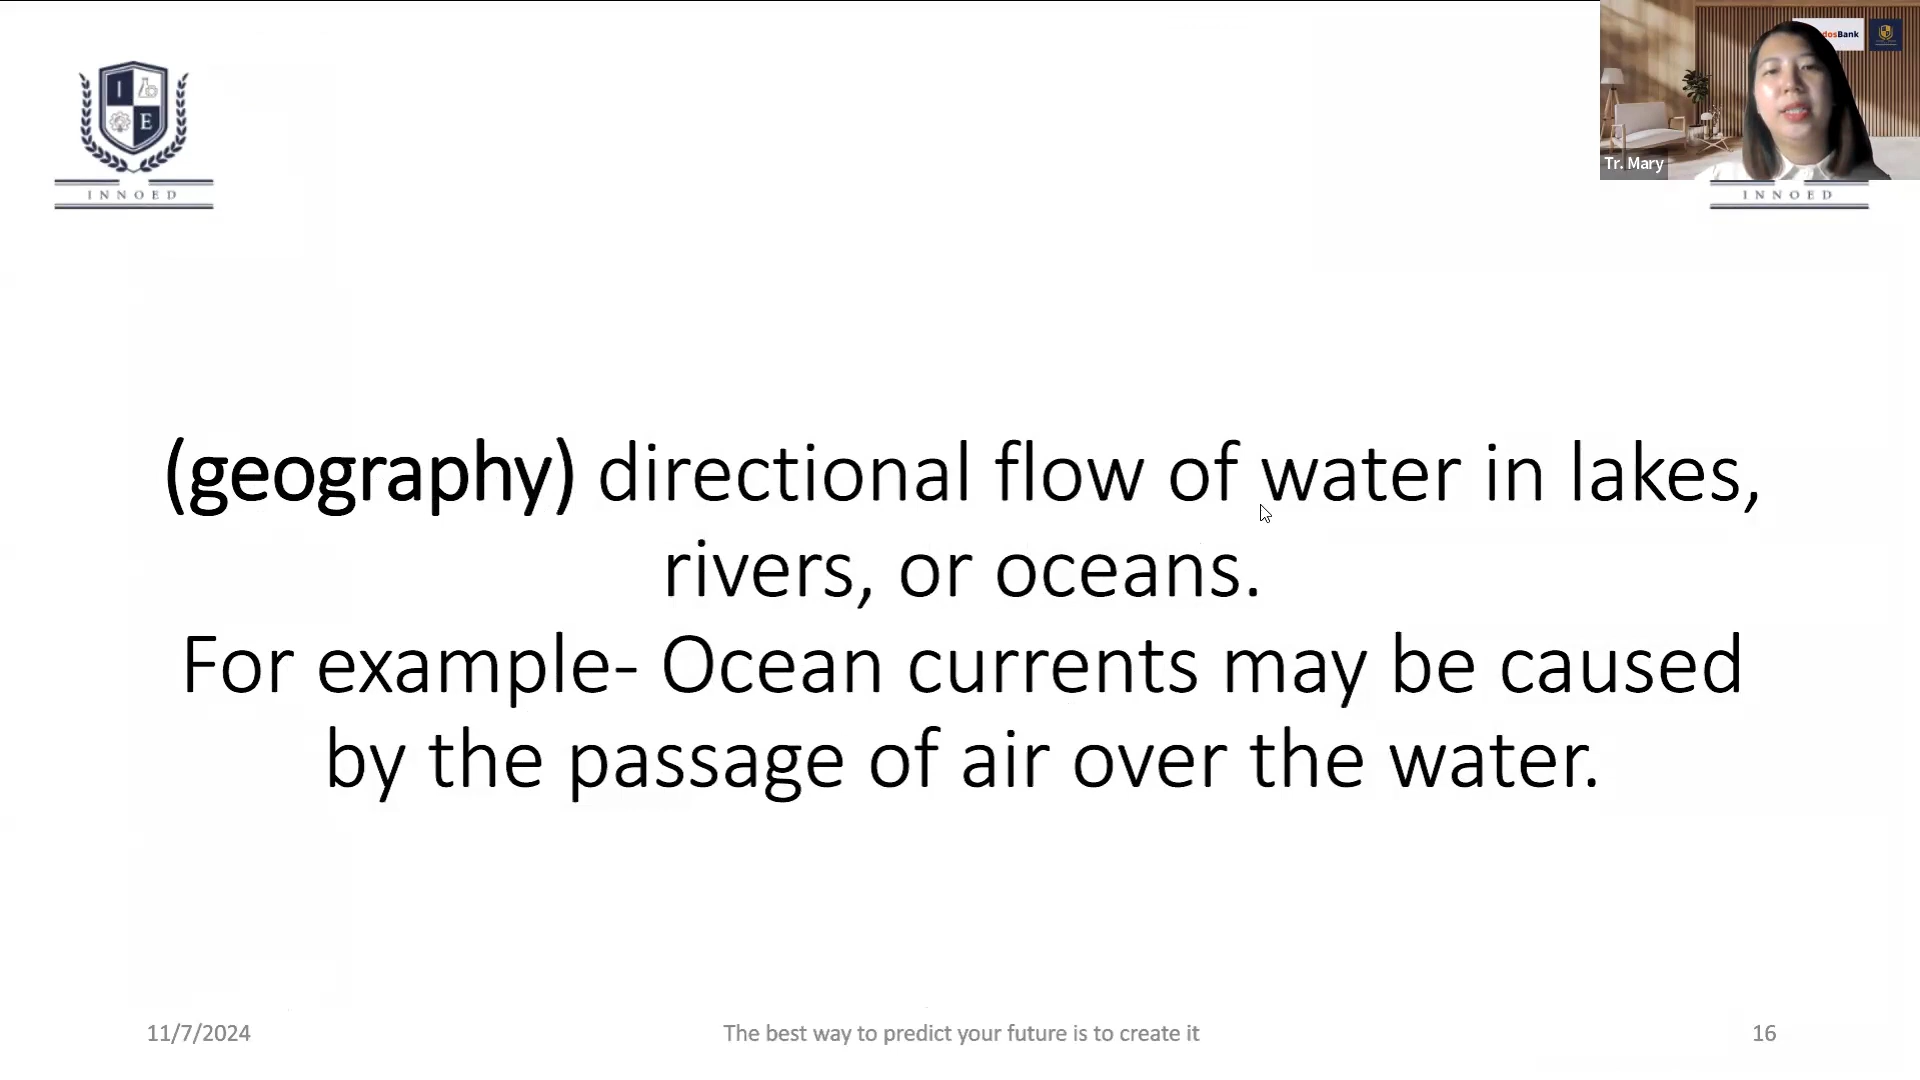 I
E
INNOED
dosBank
Tr. Mary
INNOED
(geography) directional flow of water in lakes,
rivers, or oceans.
For example- Ocean currents may be caused
by the passage of air over the water.
11/7/2024
The best way to predict your future is to create it
16